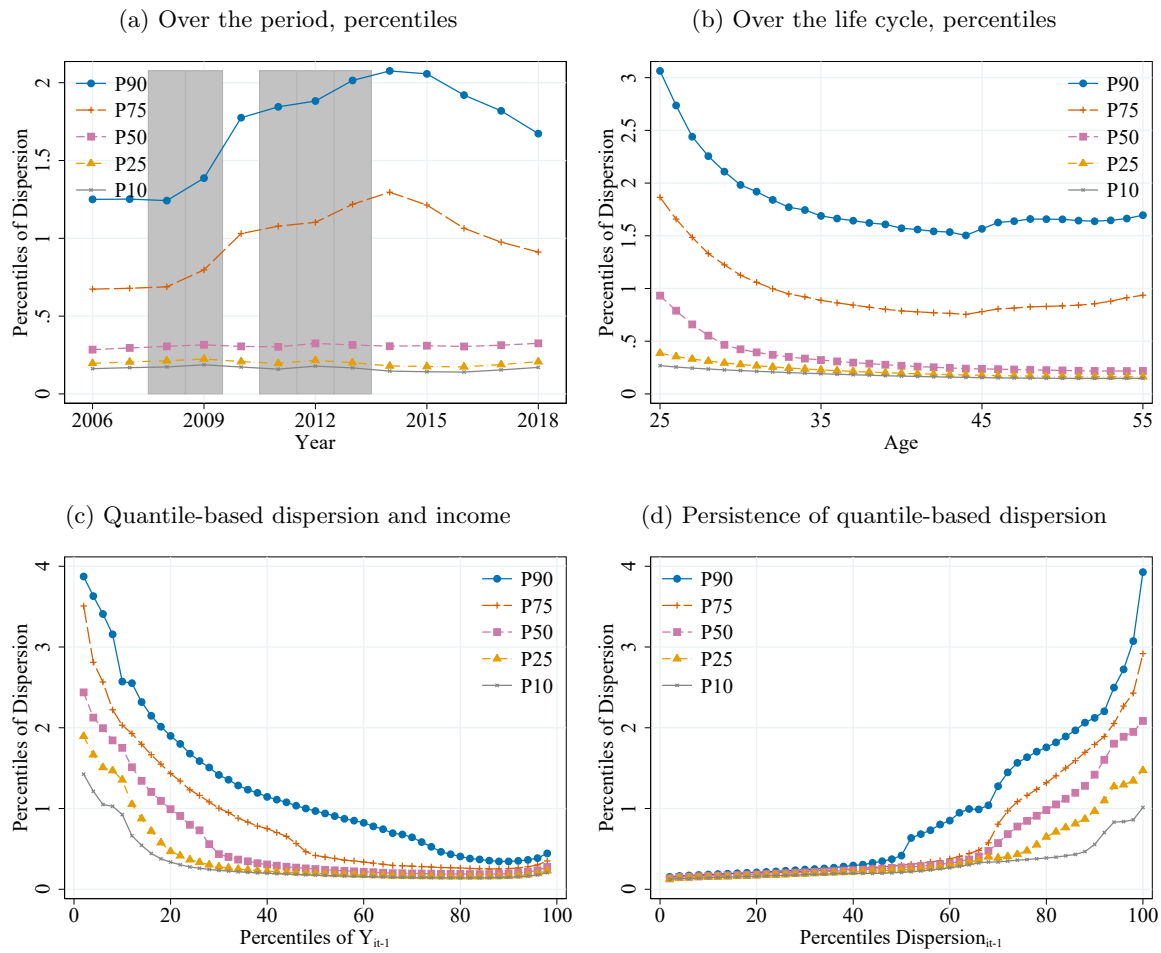 (a) Over the period, percentiles
Percentiles of Dispersion
0 .5 1 1.5 2
P90
P75
P50
P25
P10
2006 2009 2012 2015 2018
Year
(b) Over the life cycle, percentiles
Percentiles of Dispersion
0 .5 1 1.5 2 2.5 3
P90
P75
P50
P25
P10
25 35 45 55
Age
(c) Quantile-based dispersion and income
Percentiles of Dispersion
0 1 2 3 4
P90
P75
P50
P25
P10
0 20 40 60 80 100
Percentiles of Yit-1
(d) Persistence of quantile-based dispersion
Percentiles of Dispersion
0 1 2 3 4
P90
P75
P50
P25
P10
0 20 40 60 80 100
Percentiles Dispersionit-1